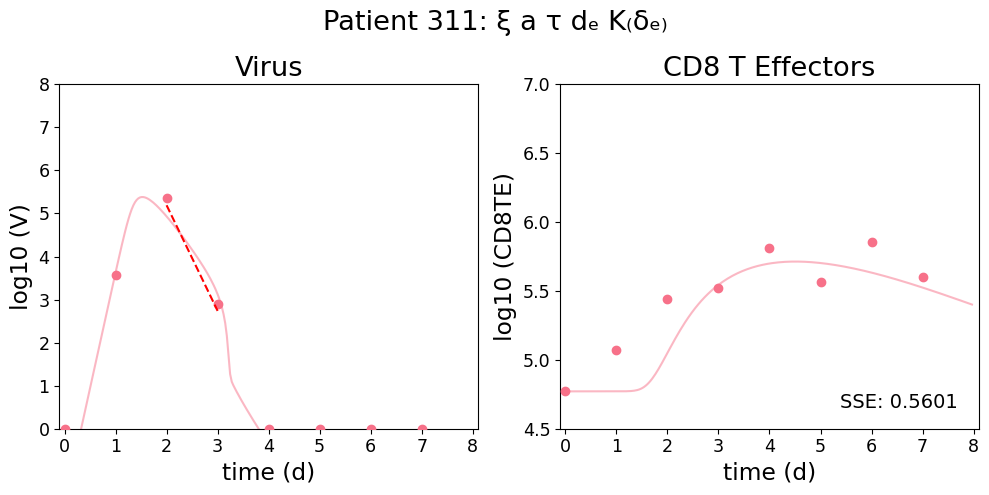 Patient 311: ξ a τ dₑ K₍δₑ₎
Virus
CD8 T Effectors
log10 (V)
8
7
6
5
4
3
2
1
0
0 1 2 3 4 5 6 7 8
time (d)
log10 (CD8TE)
7.0
6.5
6.0
5.5
5.0
4.5
SSE: 0.5601
0 1 2 3 4 5 6 7 8
time (d)